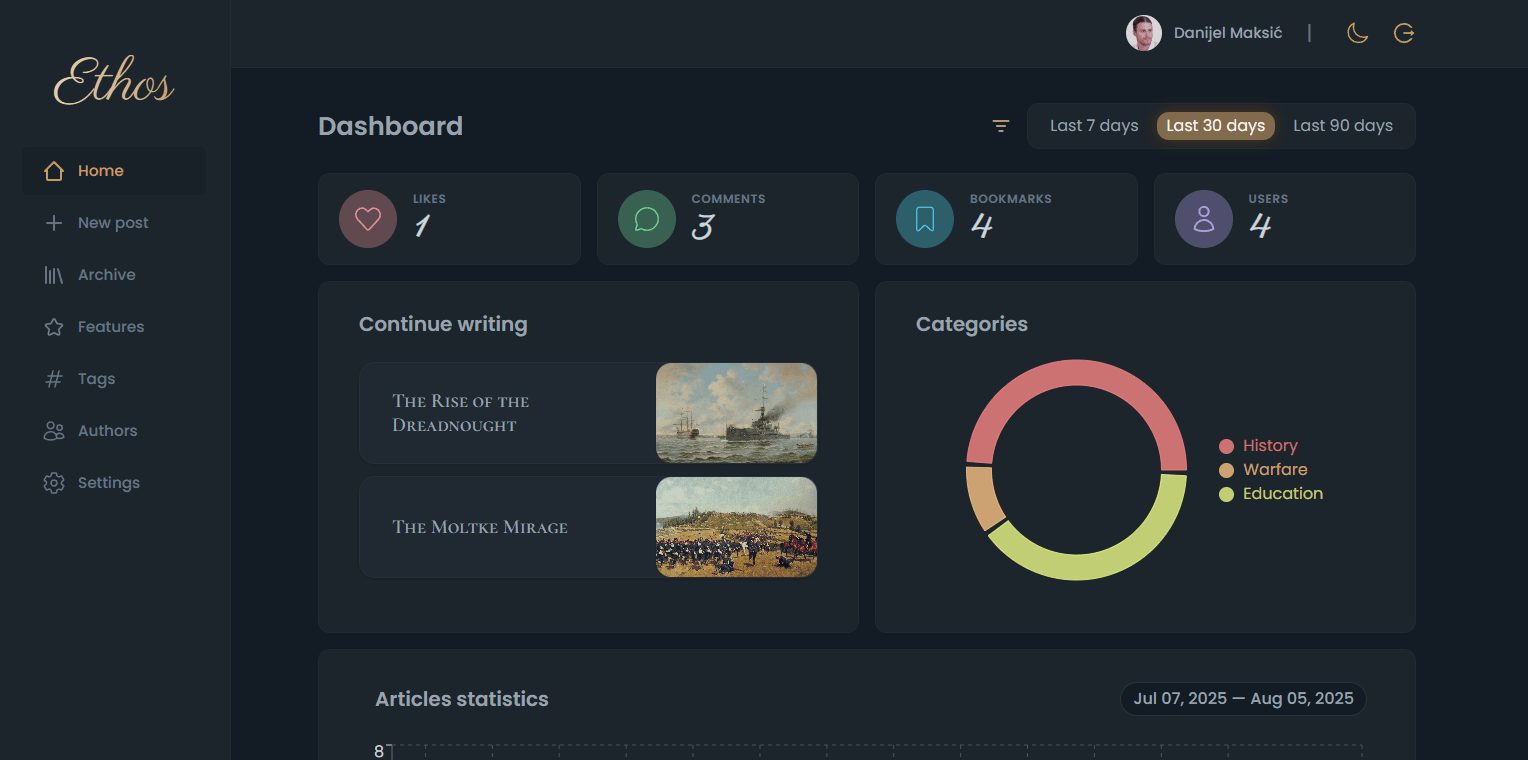 Ethos
Danijel Maksić |
Home
New post
Archive
Features
Tags
Authors
Settings
Dashboard
Last 7 days
Last 30 days
Last 90 days
LIKES
1
COMMENTS
3
BOOKMARKS
4
USERS
4
Continue writing
The Rise of the
Dreadnought
The Moltke Mirage
Categories
History
Warfare
Education
Articles statistics
Jul 07, 2025 — Aug 05, 2025
8